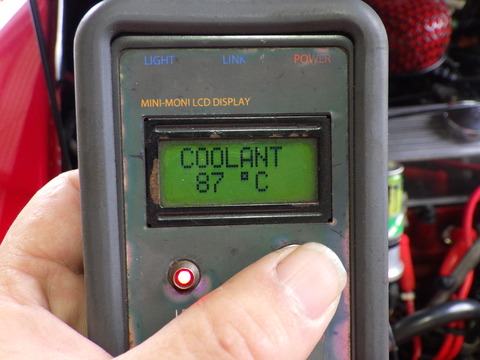 LIGHT LINK POWER
MINI-MONI LCD DISPLAY
COOLANT
87 °C